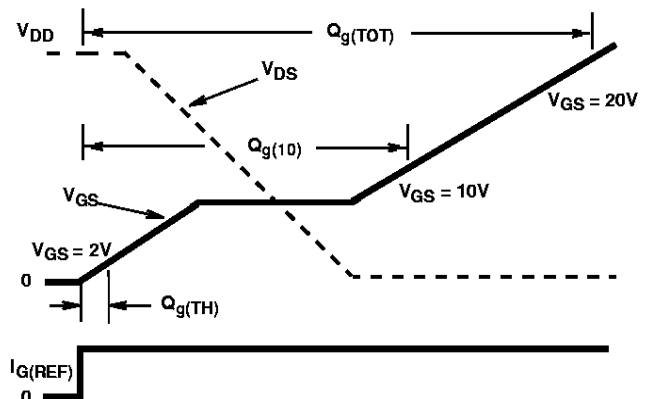 V_DD
Q_g(TOT)
V_DS
V_GS = 20V
Q_g(10)
V_GS
V_GS = 10V
V_GS = 2V
0
Q_g(TH)
I_G(REF)
0